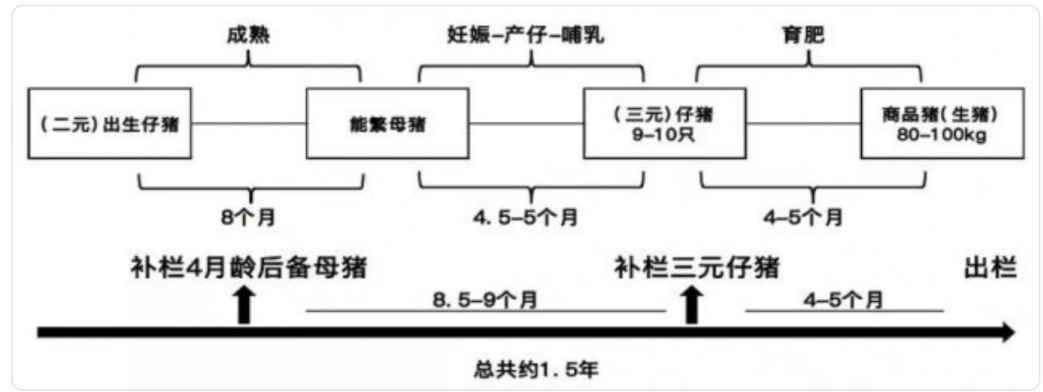 成熟
妊娠-产仔-哺乳
育肥
（二元）出生仔猪
能繁母猪
（三元）仔猪
9-10只
商品猪（生猪）
80-100kg
8个月
4.5-5个月
4-5个月
补栏4月龄后备母猪
补栏三元仔猪
出栏
8.5-9个月
4-5个月
总共约1.5年